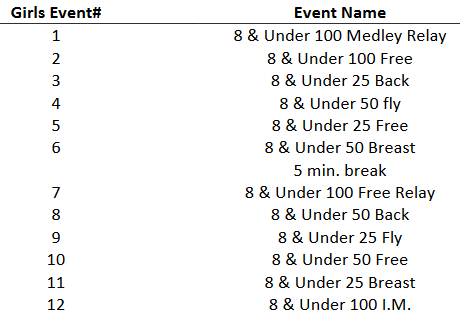 Girls Event# Event Name
1 8 & Under 100 Medley Relay
2 8 & Under 100 Free
3 8 & Under 25 Back
4 8 & Under 50 fly
5 8 & Under 25 Free
6 8 & Under 50 Breast
5 min. break
7 8 & Under 100 Free Relay
8 8 & Under 50 Back
9 8 & Under 25 Fly
10 8 & Under 50 Free
11 8 & Under 25 Breast
12 8 & Under 100 I.M.